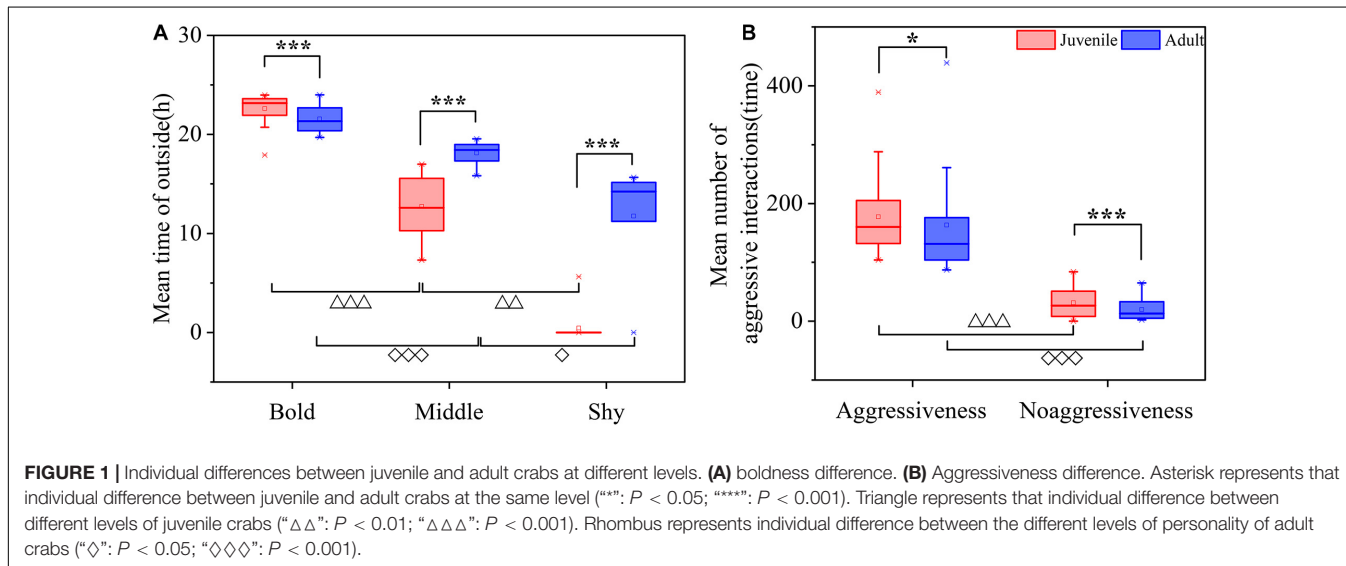 A
30
20
10
0
Mean time of outside(h)
***
***
***
△△△
△△
◇◇◇
◇
Bold Middle Shy
B
Juvenile Adult
400
200
0
Mean number of
aggressive interactions(time)
*
***
△△△
◇◇◇
Aggressiveness Noaggressiveness
FIGURE 1 | Individual differences between juvenile and adult crabs at different levels. (A) boldness difference. (B) Aggressiveness difference. Asterisk represents that
individual difference between juvenile and adult crabs at the same level (“*”: P < 0.05; “***”: P < 0.001). Triangle represents that individual difference between
different levels of juvenile crabs (“△△”: P < 0.01; “△△△”: P < 0.001). Rhombus represents individual difference between the different levels of personality of adult
crabs (“◇”: P < 0.05; “◇◇◇”: P < 0.001).